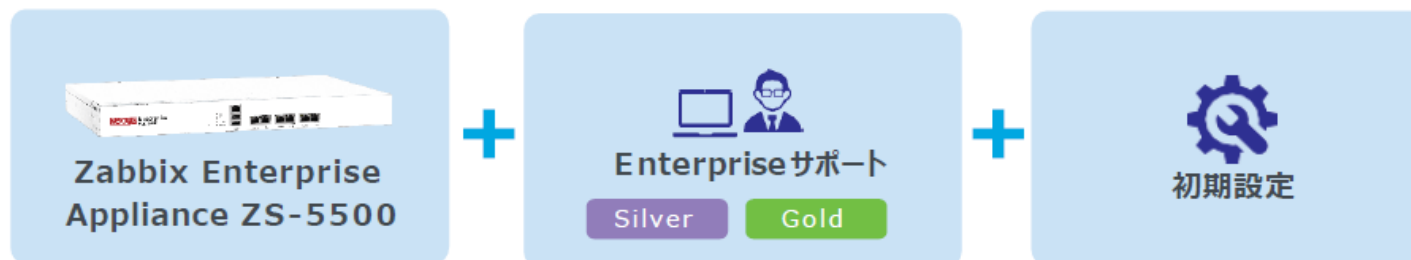 Zabbix Enterprise
Appliance ZS-5500
Enterpriseサポート
Silver
Gold
初期設定